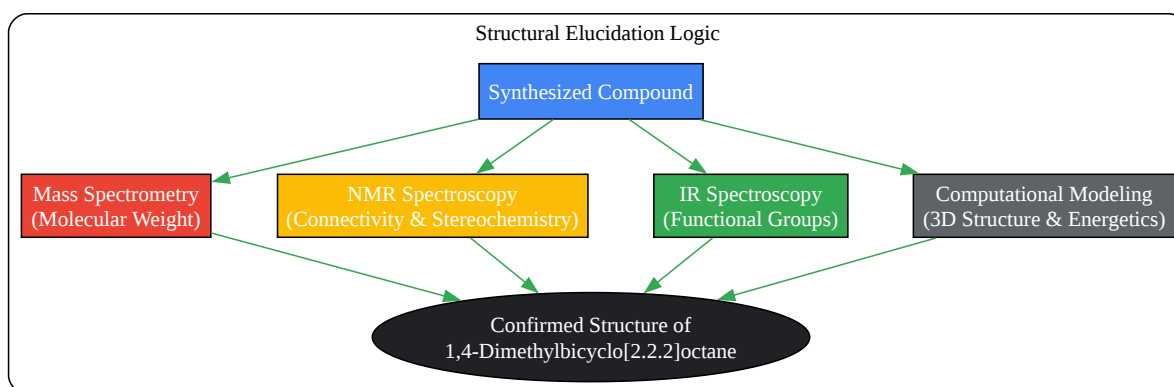 Structural Elucidation Logic
Synthesized Compound
Mass Spectrometry
(Molecular Weight)
NMR Spectroscopy
(Connectivity & Stereochemistry)
IR Spectroscopy
(Functional Groups)
Computational Modeling
(3D Structure & Energetics)
Confirmed Structure of
1,4-Dimethylbicyclo[2.2.2]octane